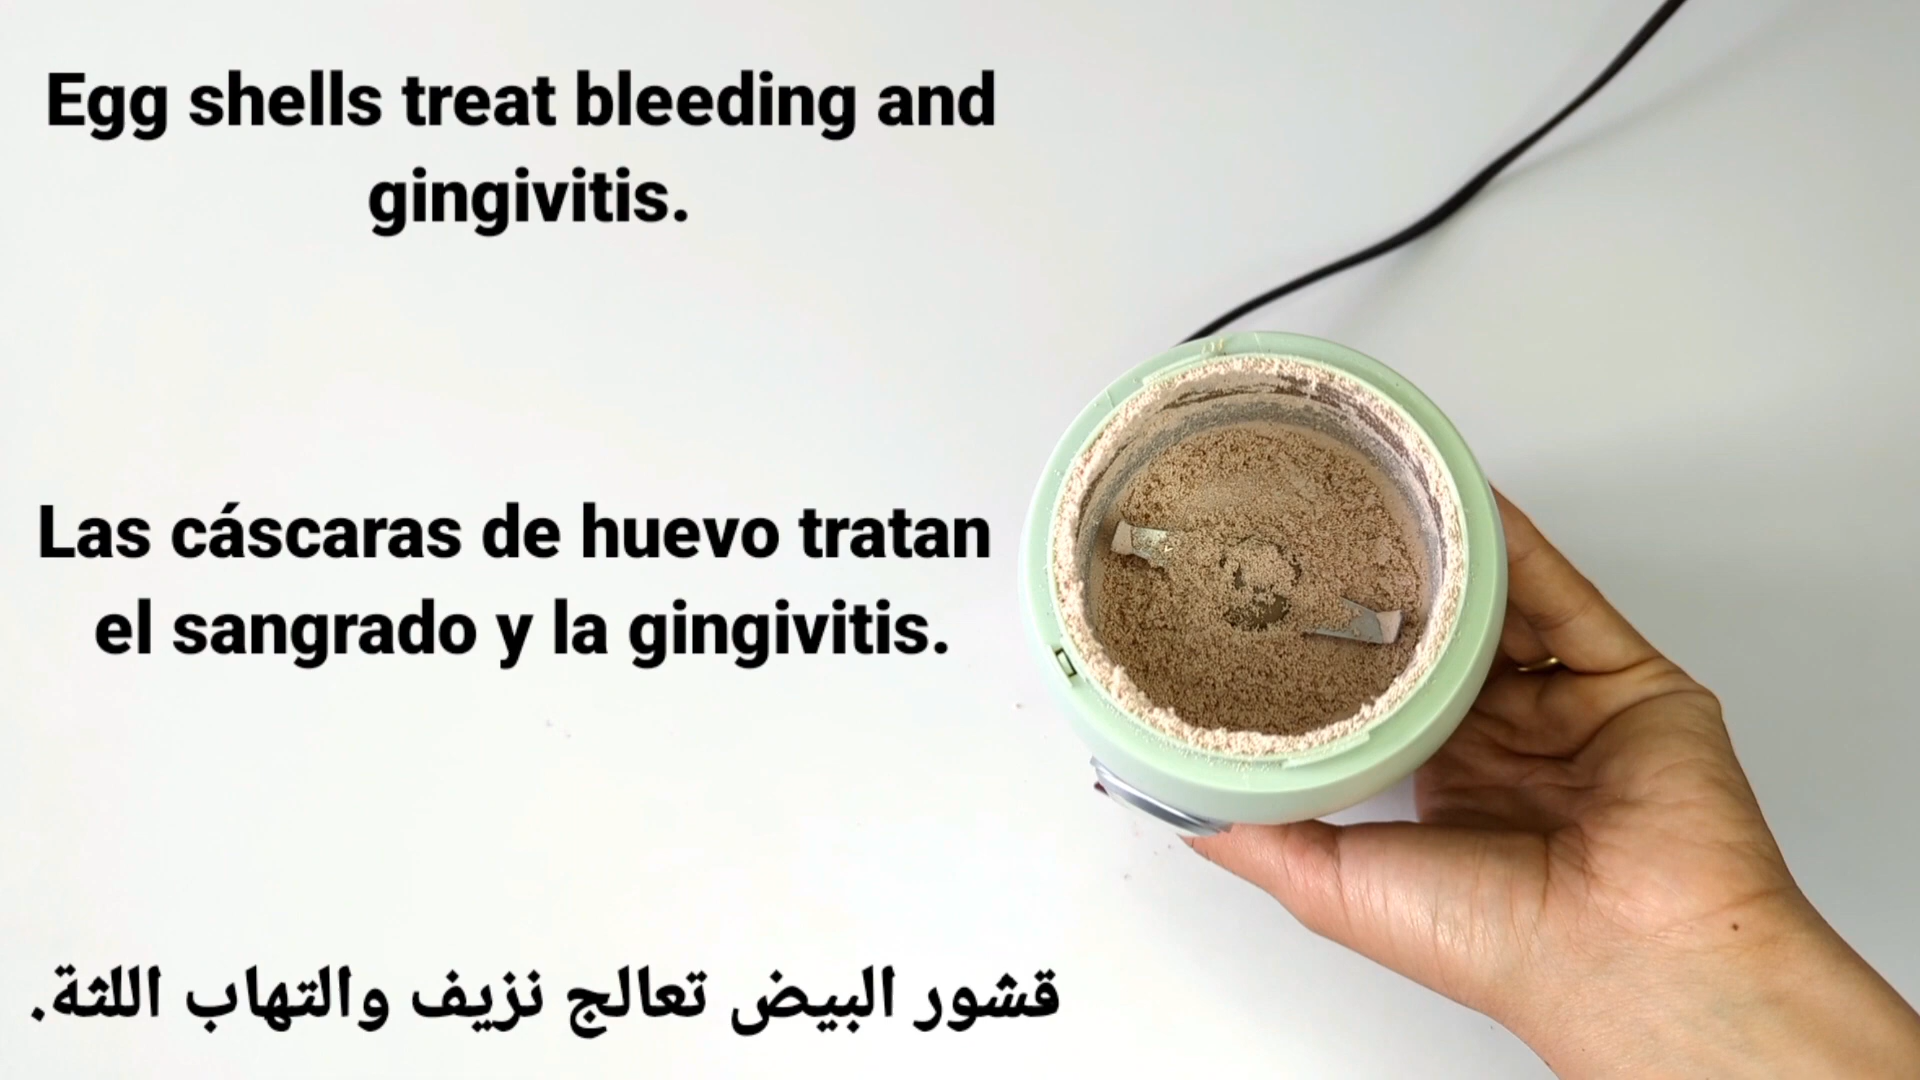 Egg shells treat bleeding and
gingivitis.
Las cáscaras de huevo tratan
el sangrado y la gingivitis.
قشور البيض تعالج نزيف والتهاب اللثة.